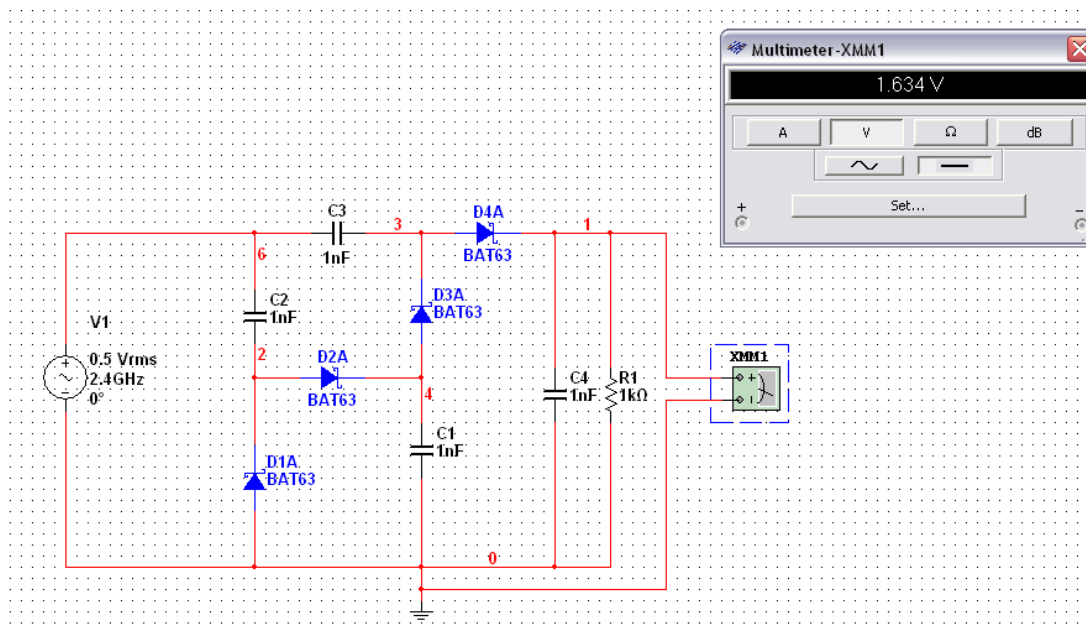 Multimeter-XMM1
1.634 V
A V Ω dB
Set...
+ −
C3 3 D4A 1
1nF BAT63
6
C2
1nF
D3A
BAT63
V1
0.5 Vrms
2.4GHz
0°
2
D2A
BAT63
4
C4
1nF
R1
1kΩ
XMM1
+
C1
1nF
D1A
BAT63
0